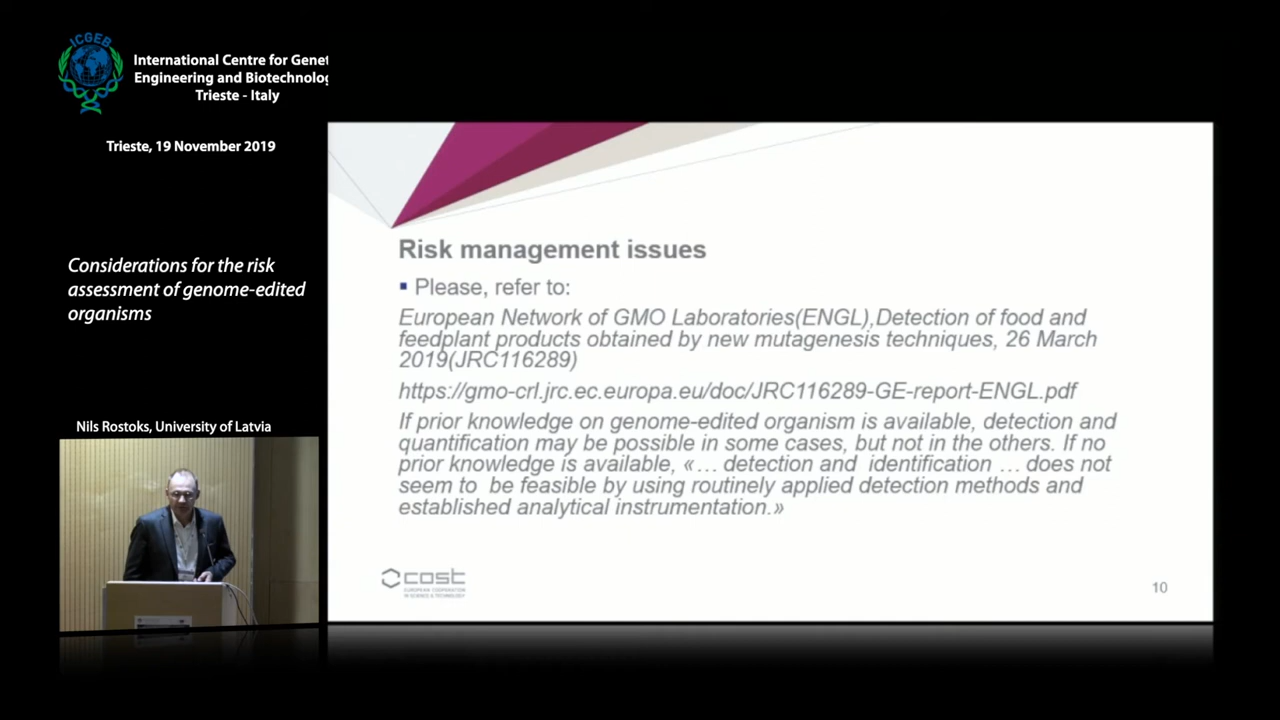 ICGEB
International Centre for Genet
Engineering and Biotechnolog
Trieste - Italy
Trieste, 19 November 2019
Considerations for the risk
assessment of genome-edited
organisms
Nils Rostoks, University of Latvia
Risk management issues
▪ Please, refer to:
European Network of GMO Laboratories(ENGL),Detection of food and
feedplant products obtained by new mutagenesis techniques, 26 March
2019(JRC116289)
https://gmo-crl.jrc.ec.europa.eu/doc/JRC116289-GE-report-ENGL.pdf
If prior knowledge on genome-edited organism is available, detection and
quantification may be possible in some cases, but not in the others. If no
prior knowledge is available, «… detection and identification … does not
seem to be feasible by using routinely applied detection methods and
established analytical instrumentation.»
cost
EUROPEAN COOPERATION
IN SCIENCE & TECHNOLOGY
10